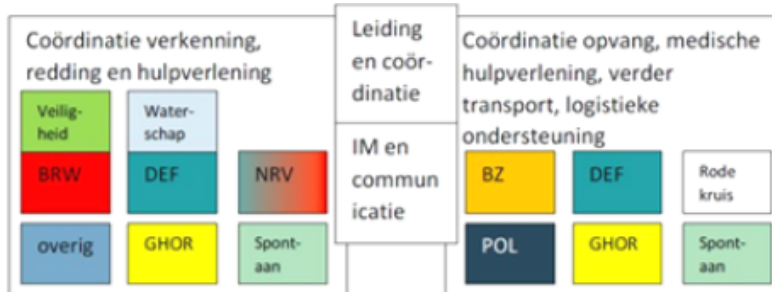 Coördinatie verkenning,
redding en hulpverlening
Veilig-
heid
Water-
schap
BRW
DEF
NRV
overig
GHOR
Spont-
aan
Leiding
en coör-
dinatie
IM en
commun
icatie
Coördinatie opvang, medische
hulpverlening, verder
transport, logistieke
ondersteuning
BZ
DEF
Rode
kruis
POL
GHOR
Spont-
aan